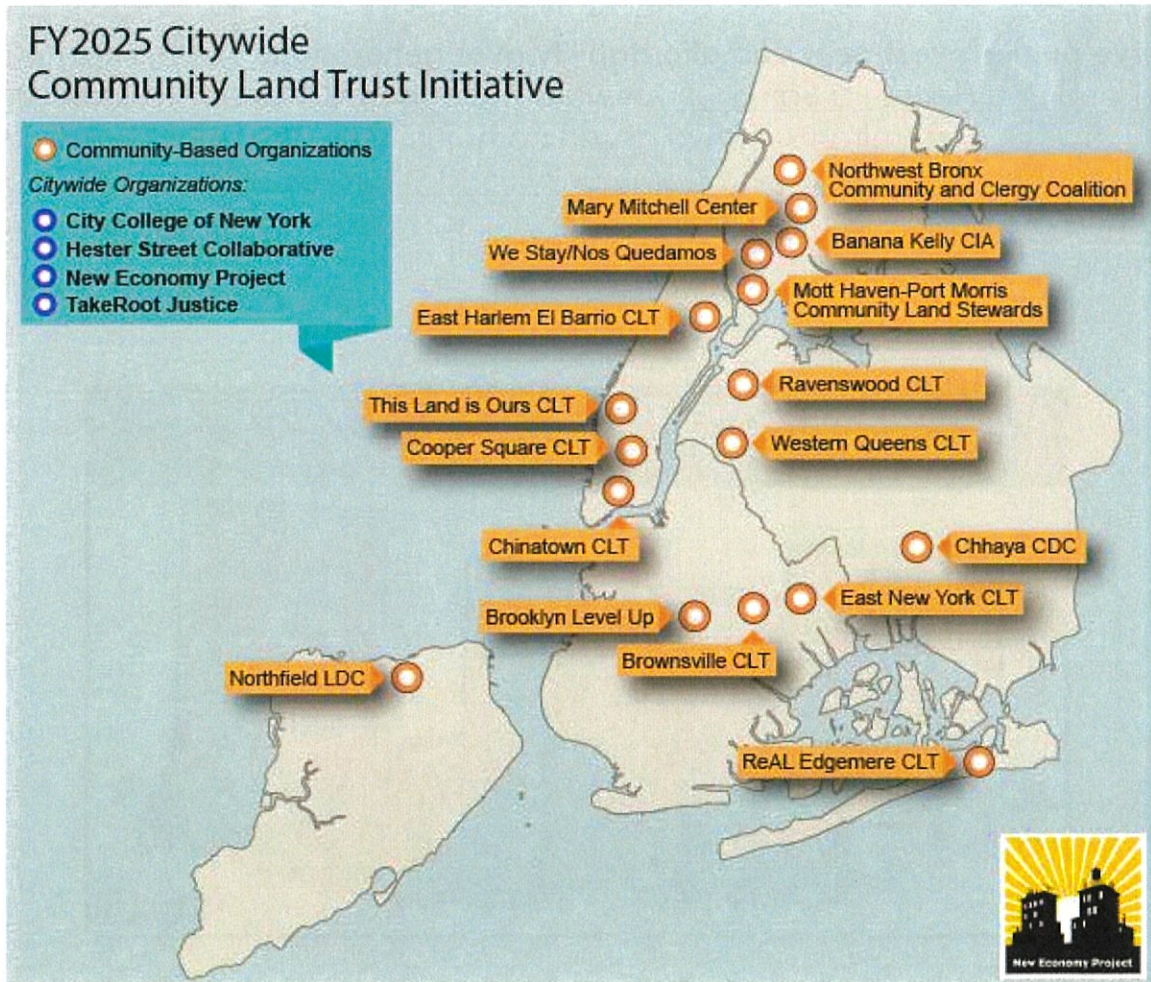 FY2025 Citywide
Community Land Trust Initiative
Community-Based Organizations
Citywide Organizations:
City College of New York
Hester Street Collaborative
New Economy Project
TakeRoot Justice
Northwest Bronx
Community and Clergy Coalition
Mary Mitchell Center
Banana Kelly CIA
We Stay/Nos Quedamos
Mott Haven-Port Morris
Community Land Stewards
East Harlem El Barrio CLT
Ravenswood CLT
This Land is Ours CLT
Cooper Square CLT
Western Queens CLT
Chinatown CLT
Chhaya CDC
East New York CLT
Brooklyn Level Up
Brownsville CLT
Northfield LDC
ReAL Edgemere CLT
New Economy Project